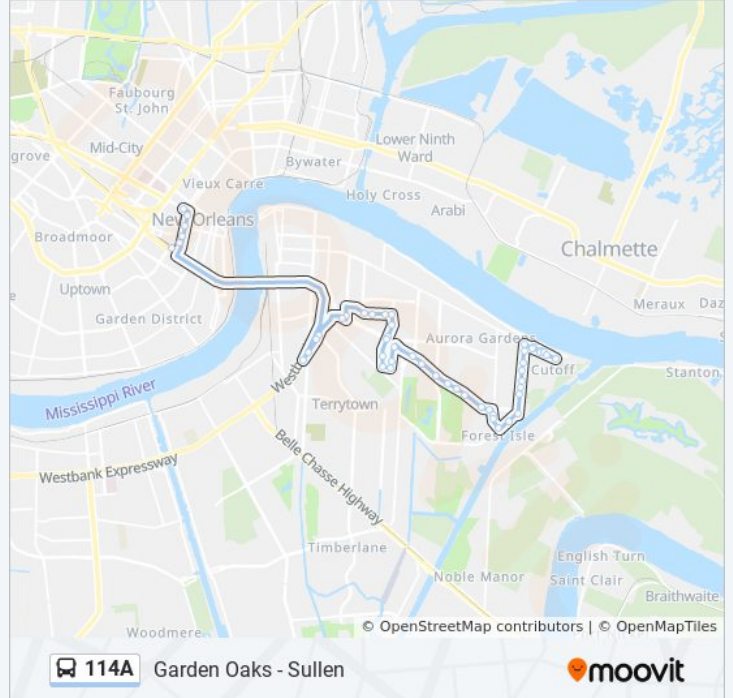 Faubourg
St. John
Lower Ninth
Ward
Mid-City
Bywater
grove
Vieux Carre
Holy Cross
New Orleans
Arabi
Broadmoor
Chalmette
Uptown
Meraux
Daz
Garden District
Aurora Gardens
Cutoff
Stanton
Mississippi River
Terrytown
Forest Isle
Westbank Expressway
Belle Chasse Highway
Timberlane
English Turn
Noble Manor
Saint Clair
Braithwaite
Woodmere
© OpenStreetMap contributors | © OpenMapTiles
114A Garden Oaks - Sullen
moovit